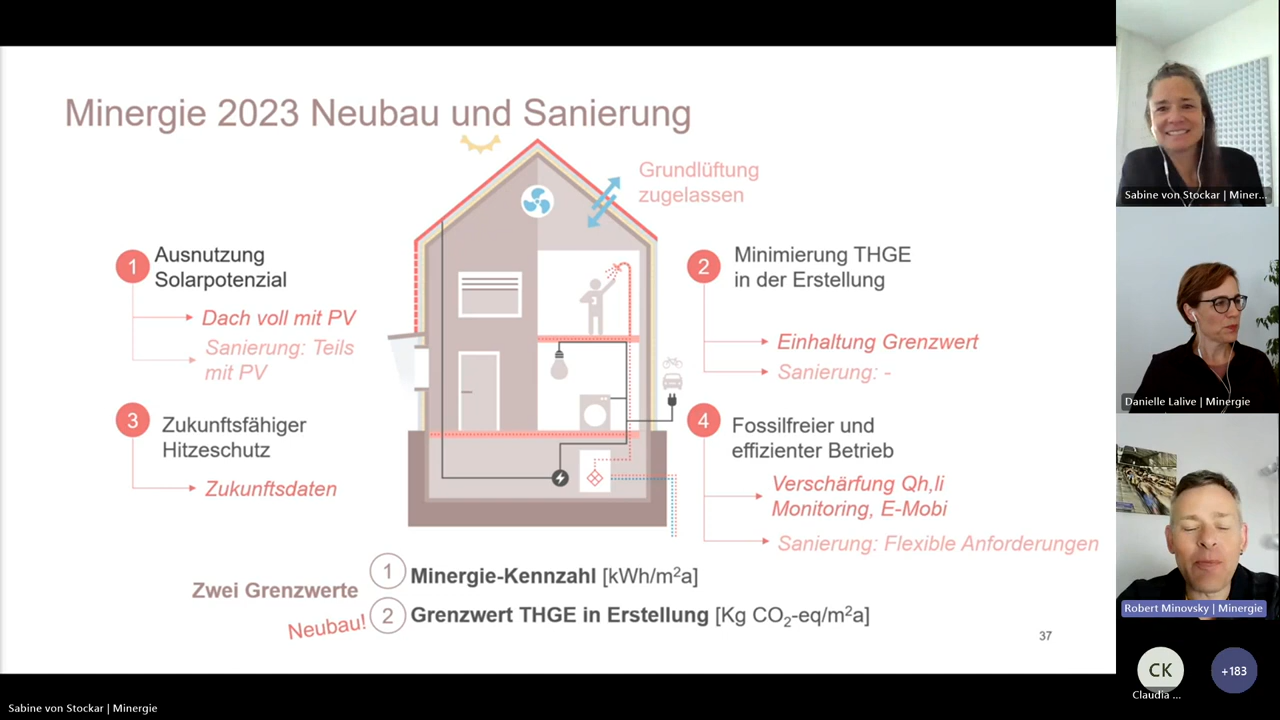 Minergie 2023 Neubau und Sanierung
Grundlüftung
zugelassen
1
Ausnutzung
Solarpotenzial
Dach voll mit PV
Sanierung: Teils
mit PV
2
Minimierung THGE
in der Erstellung
Einhaltung Grenzwert
Sanierung: -
3
Zukunftsfähiger
Hitzeschutz
Zukunftsdaten
4
Fossilfreier und
effizienter Betrieb
Verschärfung Qh,li
Monitoring, E-Mobi
Sanierung: Flexible Anforderungen
Zwei Grenzwerte
1 Minergie-Kennzahl [kWh/m²a]
Neubau!
2 Grenzwert THGE in Erstellung [Kg CO₂-eq/m²a]
37
Sabine von Stockar | Miner...
Danielle Lalive | Minergie
Robert Minovsky | Minergie
CK
Claudia ...
+183
Sabine von Stockar | Minergie